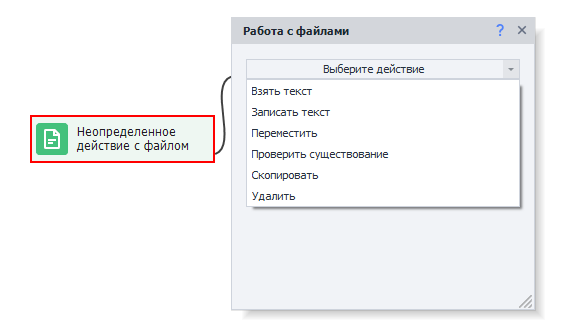 Работа с файлами
?
Выберите действие
Взять текст
Записать текст
Переместить
Проверить существование
Скопировать
Удалить
Неопределенное
действие с файлом